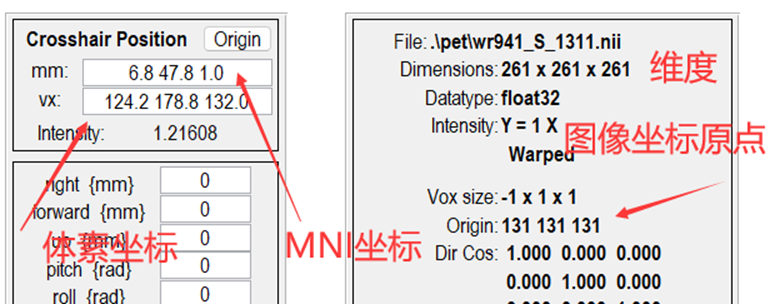 Crosshair Position Origin
mm: 6.8 47.8 1.0
vx: 124.2 178.8 132.0
Intensity: 1.21608
right {mm} 0
forward {mm} 0
up {mm} 0
pitch {rad} 0
roll {rad} 0
体素坐标
MNI坐标
File: .\pet\wr941_S_1311.nii
Dimensions: 261 x 261 x 261
维度
Datatype: float32
Intensity: Y = 1 X
图像坐标原点
Warped
Vox size: -1 x 1 x 1
Origin: 131 131 131
Dir Cos: 1.000 0.000 0.000
0.000 1.000 0.000